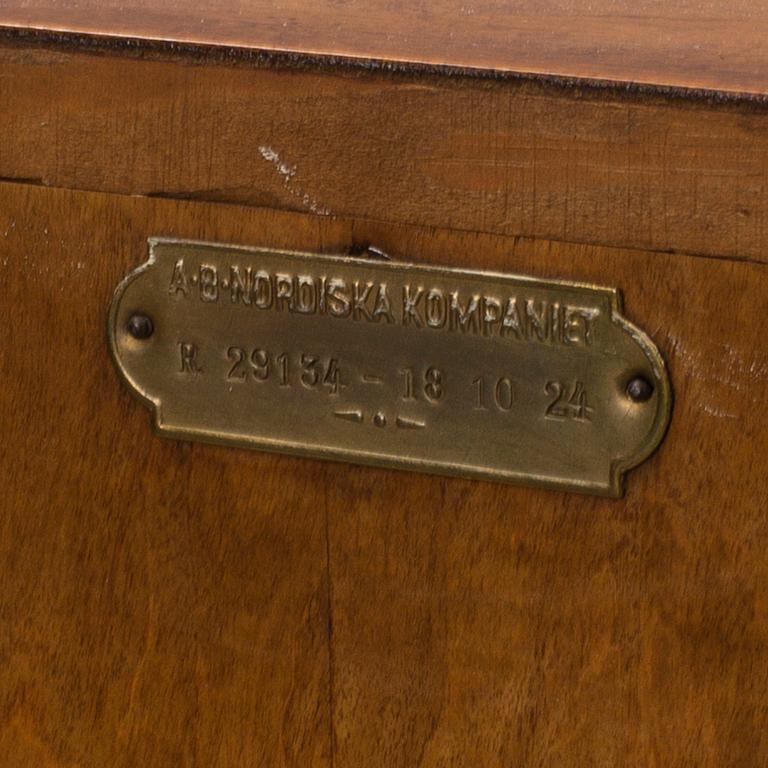 A·B·NORDISKA KOMPANIET
R 29134 - 18 10 24